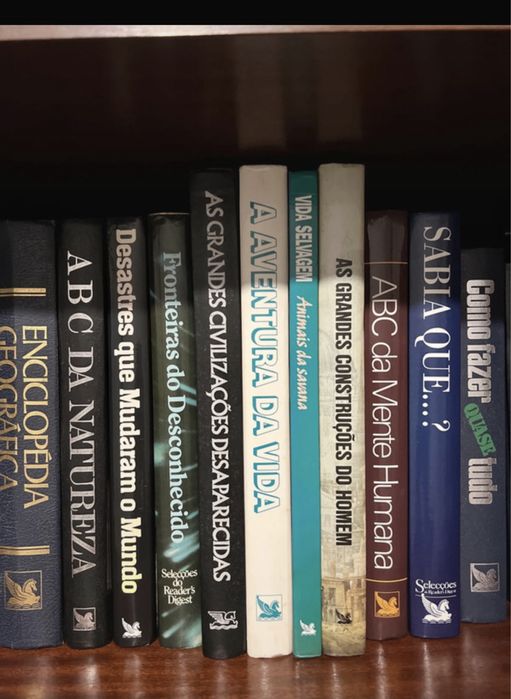 ENCICLOPÉDIA
GEOGRÁFICA
ABC DA NATUREZA
Desastres que Mudaram o Mundo
Fronteiras do Desconhecido
Selecções
do
Reader's
Digest
AS GRANDES CIVILIZAÇÕES DESAPARECIDAS
A AVENTURA DA VIDA
VIDA SELVAGEM Animais da savana
AS GRANDES CONSTRUÇÕES DO HOMEM
ABC da Mente Humana
SABIA QUE....?
Selecções
do Reader's Digest
Como fazer
QUASE
tudo